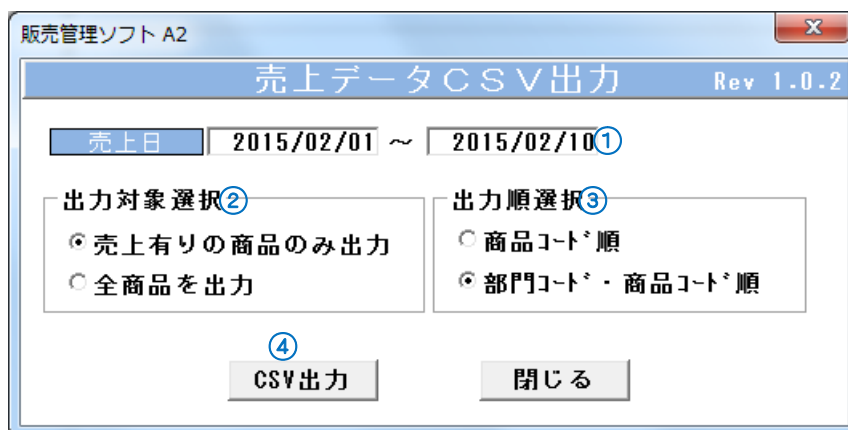 販売管理ソフト A2
x
売上データCSV出力 Rev 1.0.2
売上日 2015/02/01 ～ 2015/02/10 ①
出力対象選択 ②
売上有りの商品のみ出力
全商品を出力
出力順選択 ③
商品ｺｰﾄﾞ順
部門ｺｰﾄﾞ・商品ｺｰﾄﾞ順
④
CSV出力
閉じる